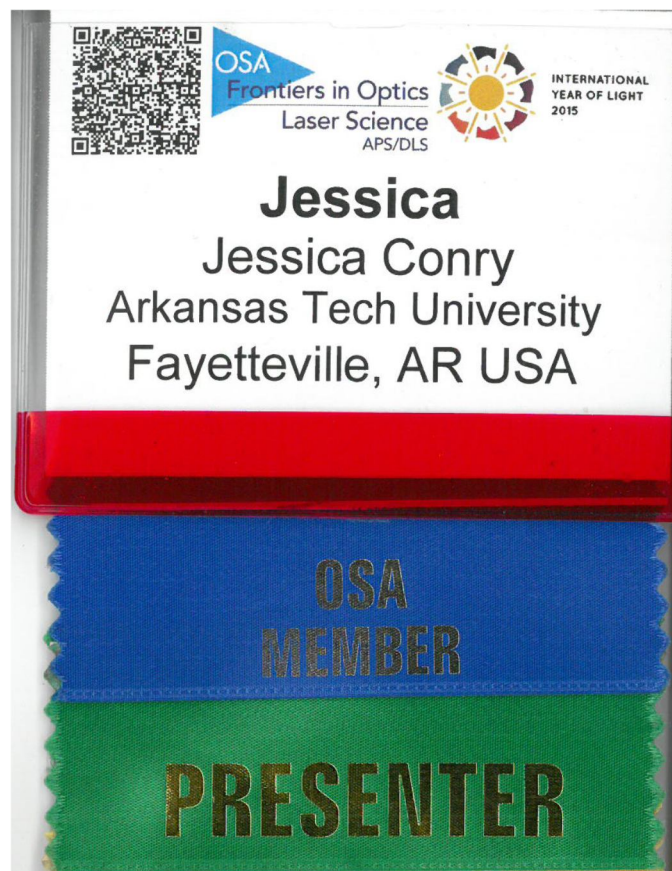 OSA
Frontiers in Optics
Laser Science
APS/DLS
INTERNATIONAL
YEAR OF LIGHT
2015
Jessica
Jessica Conry
Arkansas Tech University
Fayetteville, AR USA
OSA
MEMBER
PRESENTER